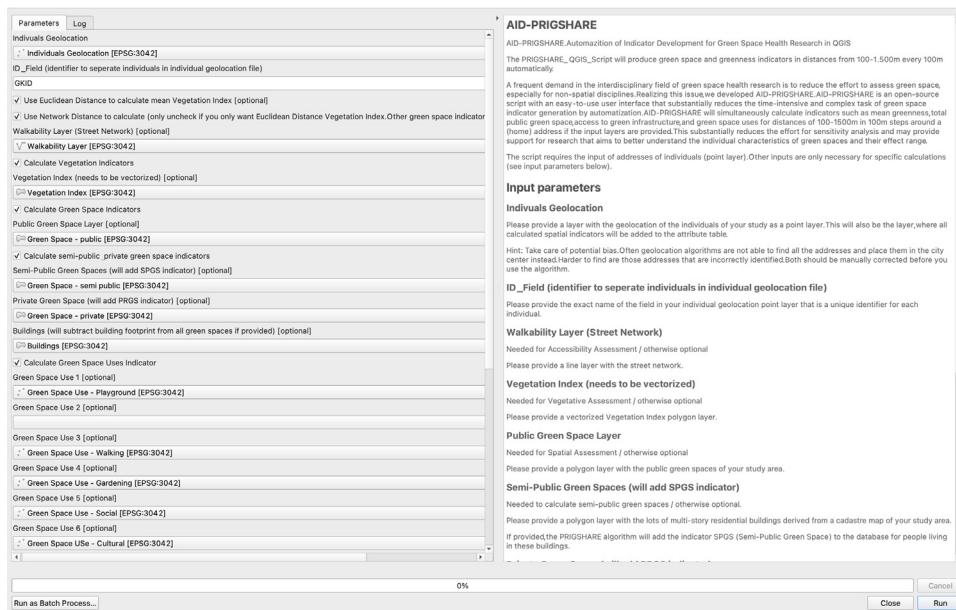 Parameters
Log
Indivuals Geolocation
Individuals Geolocation [EPSG:3042]
ID_Field (identifier to seperate individuals in individual geolocation file)
GKID
Use Euclidean Distance to calculate mean Vegetation Index [optional]
Use Network Distance to calculate (only uncheck if you only want Euclidean Distance Vegetation Index.Other green space indicator
Walkability Layer (Street Network) [optional]
Walkability Layer [EPSG:3042]
Calculate Vegetation Indicators
Vegetation Index (needs to be vectorized) [optional]
Vegetation Index [EPSG:3042]
Calculate Green Space Indicators
Public Green Space Layer [optional]
Green Space - public [EPSG:3042]
Calculate semi-public_private green space indicators
Semi-Public Green Spaces (will add SPGS indicator) [optional]
Green Space - semi public [EPSG:3042]
Private Green Space (will add PRGS indicator) [optional]
Green Space - private [EPSG:3042]
Buildings (will subtract building footprint from all green spaces if provided) [optional]
Buildings [EPSG:3042]
Calculate Green Space Uses Indicator
Green Space Use 1 [optional]
Green Space Use - Playground [EPSG:3042]
Green Space Use 2 [optional]
Green Space Use 3 [optional]
Green Space Use - Walking [EPSG:3042]
Green Space Use 4 [optional]
Green Space Use - Gardening [EPSG:3042]
Green Space Use 5 [optional]
Green Space Use - Social [EPSG:3042]
Green Space Use 6 [optional]
Green Space USe - Cultural [EPSG:3042]
AID-PRIGSHARE
AID-PRIGSHARE.Automazition of Indicator Development for Green Space Health Research in QGIS
The PRIGSHARE_QGIS_Script will produce green space and greenness indicators in distances from 100-1.500m every 100m
automatically.
A frequent demand in the interdisciplinary field of green space health research is to reduce the effort to assess green space,
especially for non-spatial disciplines.Realizing this issue,we developed AID-PRIGSHARE.AID-PRIGSHARE is an open-source
script with an easy-to-use user interface that substantially reduces the time-intensive and complex task of green space
indicator generation by automatization.AID-PRIGSHARE will simultaneously calculate indicators such as mean greenness,total
public green space,access to green infrastructure,and green space uses for distances of 100-1500m in 100m steps around a
(home) address if the input layers are provided.This substantially reduces the effort for sensitivity analysis and may provide
support for research that aims to better understand the individual characteristics of green spaces and their effect range.
The script requires the input of addresses of individuals (point layer).Other inputs are only necessary for specific calculations
(see input parameters below).
Input parameters
Indivuals Geolocation
Please provide a layer with the geolocation of the individuals of your study as a point layer.This will also be the layer,where all
calculated spatial indicators will be added to the attribute table.
Hint: Take care of potential bias.Often geolocation algorithms are not able to find all the addresses and place them in the city
center instead.Harder to find are those addresses that are incorrectly identified.Both should be manually corrected before you
use the algorithm.
ID_Field (identifier to seperate individuals in individual geolocation file)
Please provide the exact name of the field in your individual geolocation point layer that is a unique identifier for each
individual.
Walkability Layer (Street Network)
Needed for Accessibility Assessment / otherwise optional
Please provide a line layer with the street network.
Vegetation Index (needs to be vectorized)
Needed for Vegetative Assessment / otherwise optional
Please provide a vectorized Vegetation Index polygon layer.
Public Green Space Layer
Needed for Spatial Assessment / otherwise optional
Please provide a polygon layer with the public green spaces of your study area.
Semi-Public Green Spaces (will add SPGS indicator)
Needed to calculate semi-public green spaces / otherwise optional.
Please provide a polygon layer with the lots of multi-story residential buildings derived from a cadastre map of your study area.
If provided,the PRIGSHARE algorithm will add the indicator SPGS (Semi-Public Green Space) to the database for people living
in these buildings.
0%
Cancel
Run as Batch Process...
Close
Run